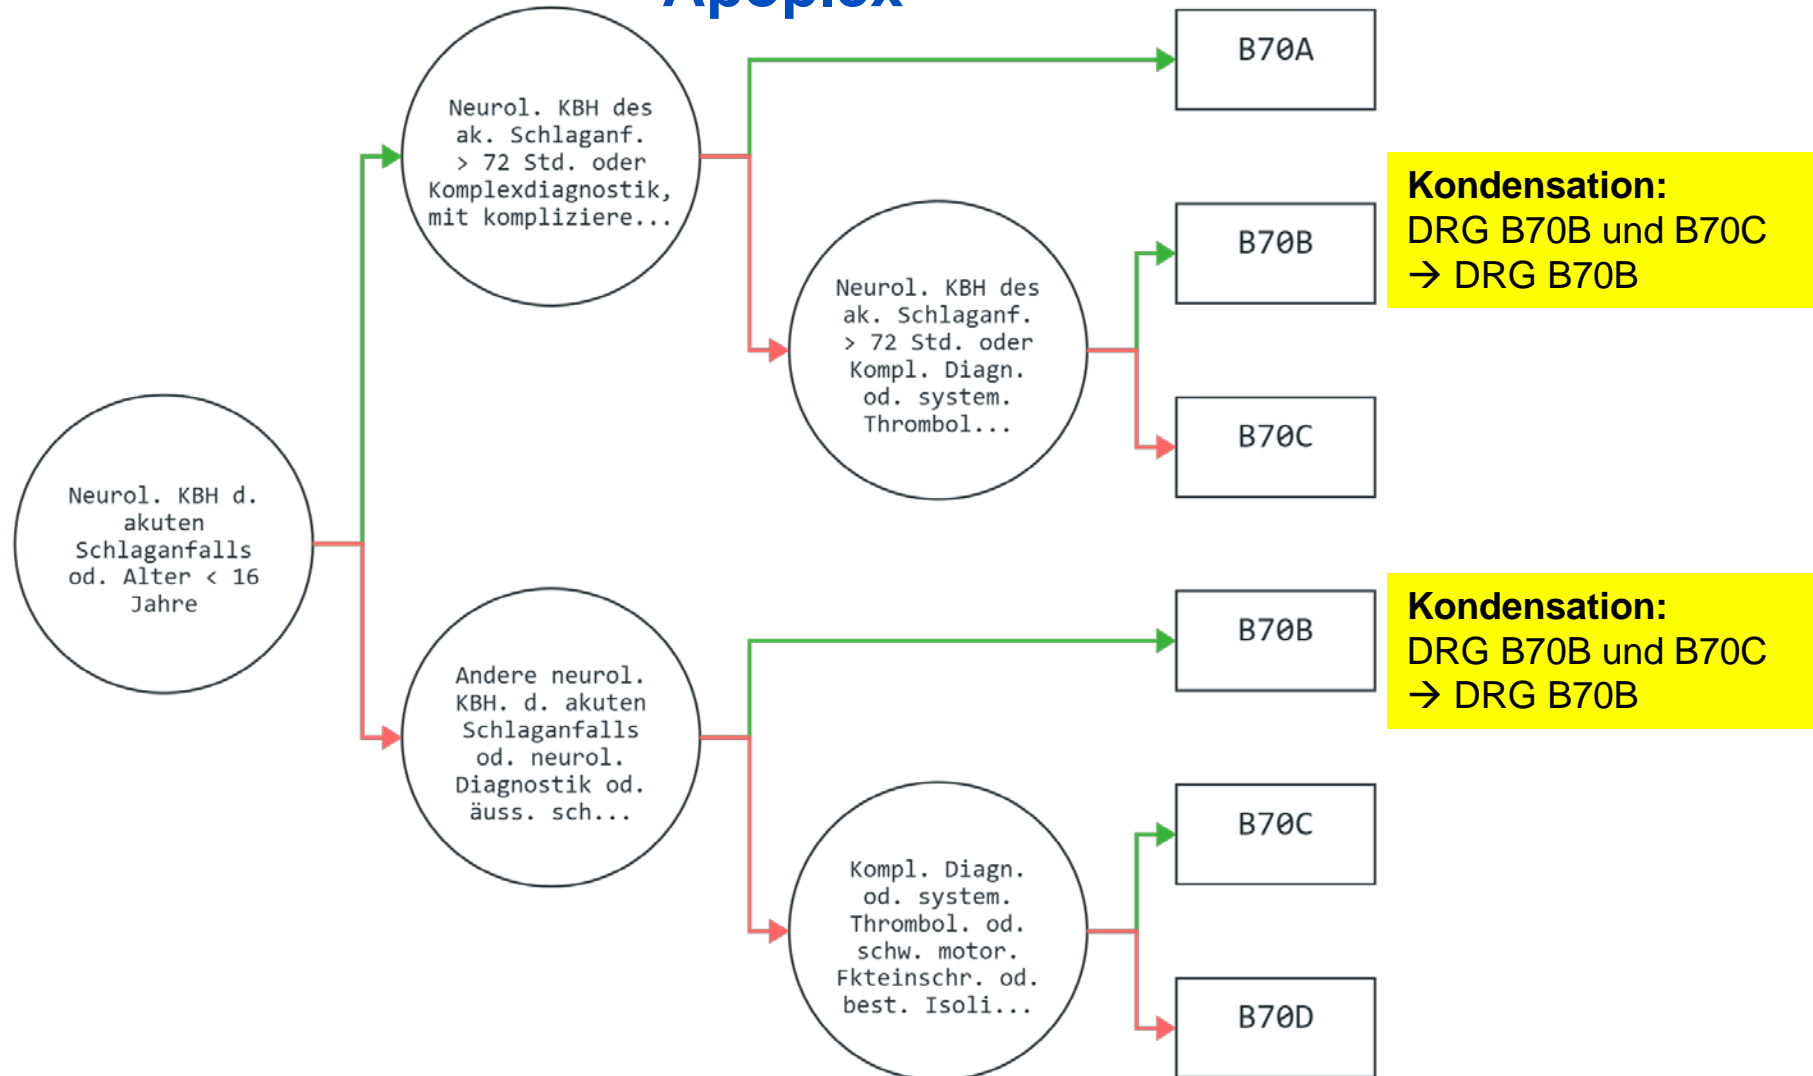 Apoplex
B70A
Neurol. KBH des
ak. Schlaganf.
> 72 Std. oder
Komplexdiagnostik,
mit kompliziere...
Kondensation:
DRG B70B und B70C
→ DRG B70B
B70B
Neurol. KBH des
ak. Schlaganf.
> 72 Std. oder
Kompl. Diagn.
od. system.
Thrombol...
B70C
Neurol. KBH d.
akuten
Schlaganfalls
od. Alter < 16
Jahre
Kondensation:
DRG B70B und B70C
→ DRG B70B
B70B
Andere neurol.
KBH. d. akuten
Schlaganfalls
od. neurol.
Diagnostik od.
äuss. sch...
B70C
Kompl. Diagn.
od. system.
Thrombol. od.
schw. motor.
Fkteinschr. od.
best. Isoli...
B70D